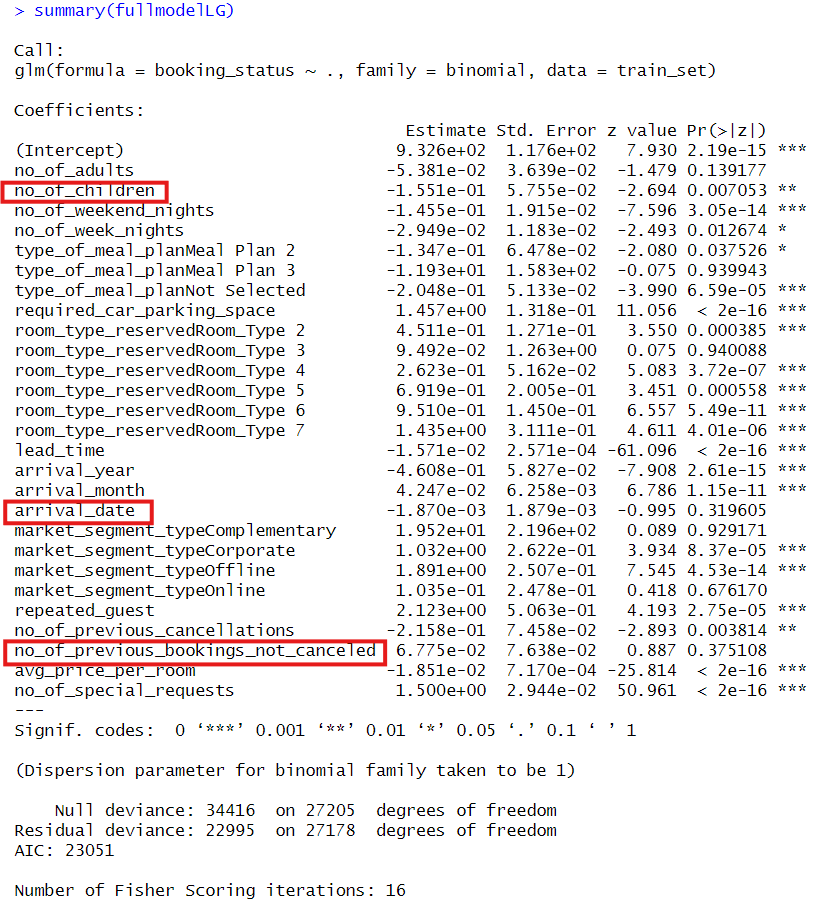 > summary(fullmodelLG)
Call:
glm(formula = booking_status ~ ., family = binomial, data = train_set)
Coefficients:
Estimate Std. Error z value Pr(>|z|)
(Intercept) 9.326e+02 1.176e+02 7.930 2.19e-15 ***
no_of_adults -5.381e-02 3.639e-02 -1.479 0.139177
no_of_children -1.551e-01 5.755e-02 -2.694 0.007053 **
no_of_weekend_nights -1.455e-01 1.915e-02 -7.596 3.05e-14 ***
no_of_week_nights -2.949e-02 1.183e-02 -2.493 0.012674 *
type_of_meal_planMeal Plan 2 -1.347e-01 6.478e-02 -2.080 0.037526 *
type_of_meal_planMeal Plan 3 -1.193e+01 1.583e+02 -0.075 0.939943
type_of_meal_planNot Selected -2.048e-01 5.133e-02 -3.990 6.59e-05 ***
required_car_parking_space 1.457e+00 1.318e-01 11.056 < 2e-16 ***
room_type_reservedRoom_Type 2 4.511e-01 1.271e-01 3.550 0.000385 ***
room_type_reservedRoom_Type 3 9.492e-02 1.263e+00 0.075 0.940088
room_type_reservedRoom_Type 4 2.623e-01 5.162e-02 5.083 3.72e-07 ***
room_type_reservedRoom_Type 5 6.919e-01 2.005e-01 3.451 0.000558 ***
room_type_reservedRoom_Type 6 9.510e-01 1.450e-01 6.557 5.49e-11 ***
room_type_reservedRoom_Type 7 1.435e+00 3.111e-01 4.611 4.01e-06 ***
lead_time -1.571e-02 2.571e-04 -61.096 < 2e-16 ***
arrival_year -4.608e-01 5.827e-02 -7.908 2.61e-15 ***
arrival_month 4.247e-02 6.258e-03 6.786 1.15e-11 ***
arrival_date -1.870e-03 1.879e-03 -0.995 0.319605
market_segment_typeComplementary 1.952e+01 2.196e+02 0.089 0.929171
market_segment_typeCorporate 1.032e+00 2.622e-01 3.934 8.37e-05 ***
market_segment_typeOffline 1.891e+00 2.507e-01 7.545 4.53e-14 ***
market_segment_typeOnline 1.035e-01 2.478e-01 0.418 0.676170
repeated_guest 2.123e+00 5.063e-01 4.193 2.75e-05 ***
no_of_previous_cancellations -2.158e-01 7.458e-02 -2.893 0.003814 **
no_of_previous_bookings_not_canceled 6.775e-02 7.638e-02 0.887 0.375108
avg_price_per_room -1.851e-02 7.170e-04 -25.814 < 2e-16 ***
no_of_special_requests 1.500e+00 2.944e-02 50.961 < 2e-16 ***
---
Signif. codes: 0 ‘***’ 0.001 ‘**’ 0.01 ‘*’ 0.05 ‘.’ 0.1 ‘ ’ 1
(Dispersion parameter for binomial family taken to be 1)
Null deviance: 34416 on 27205 degrees of freedom
Residual deviance: 22995 on 27178 degrees of freedom
AIC: 23051
Number of Fisher Scoring iterations: 16